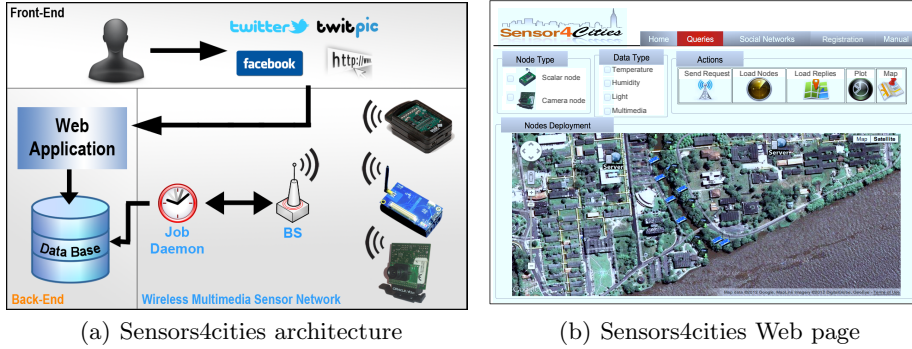 Front-End
twitter twitpic
facebook
http://w
Web
Application
Data Base
Job
Daemon
BS
Back-End
Wireless Multimedia Sensor Network
(a) Sensors4cities architecture
Sensor4Cities
Home Queries Social Networks Registration Manual
Node Type
Scalar node
Camera node
Data Type
Temperature
Humidity
Light
Multimedia
Actions
Send Request Load Nodes Load Replies Plot Map
Nodes Deployment
Map Satellite
Server
Server
(b) Sensors4cities Web page